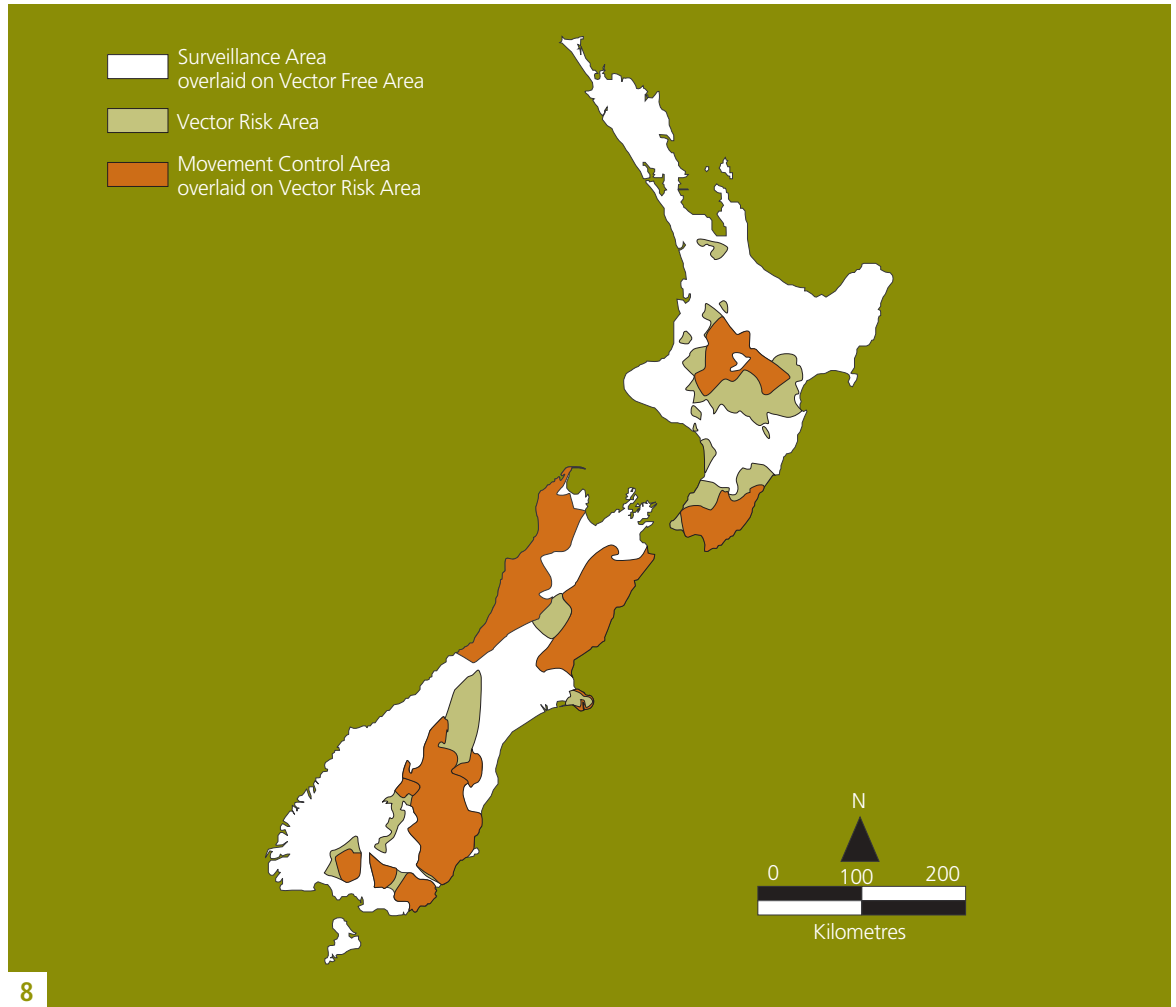 Surveillance Area
overlaid on Vector Free Area
Vector Risk Area
Movement Control Area
overlaid on Vector Risk Area
N
0 100 200
Kilometres
8